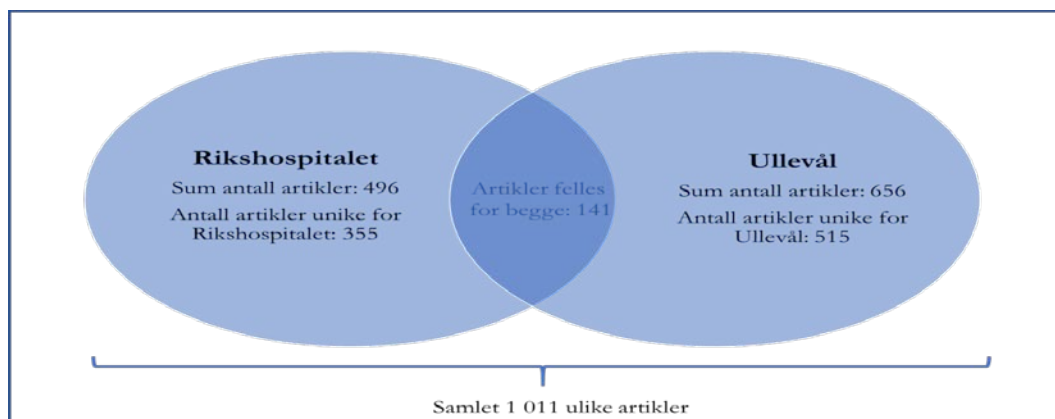 Rikshospitalet
Sum antall artikler: 496
Antall artikler unike for
Rikshospitalet: 355
Artikler felles
for begge: 141
Ullevål
Sum antall artikler: 656
Antall artikler unike for
Ullevål: 515
Samlet 1 011 ulike artikler